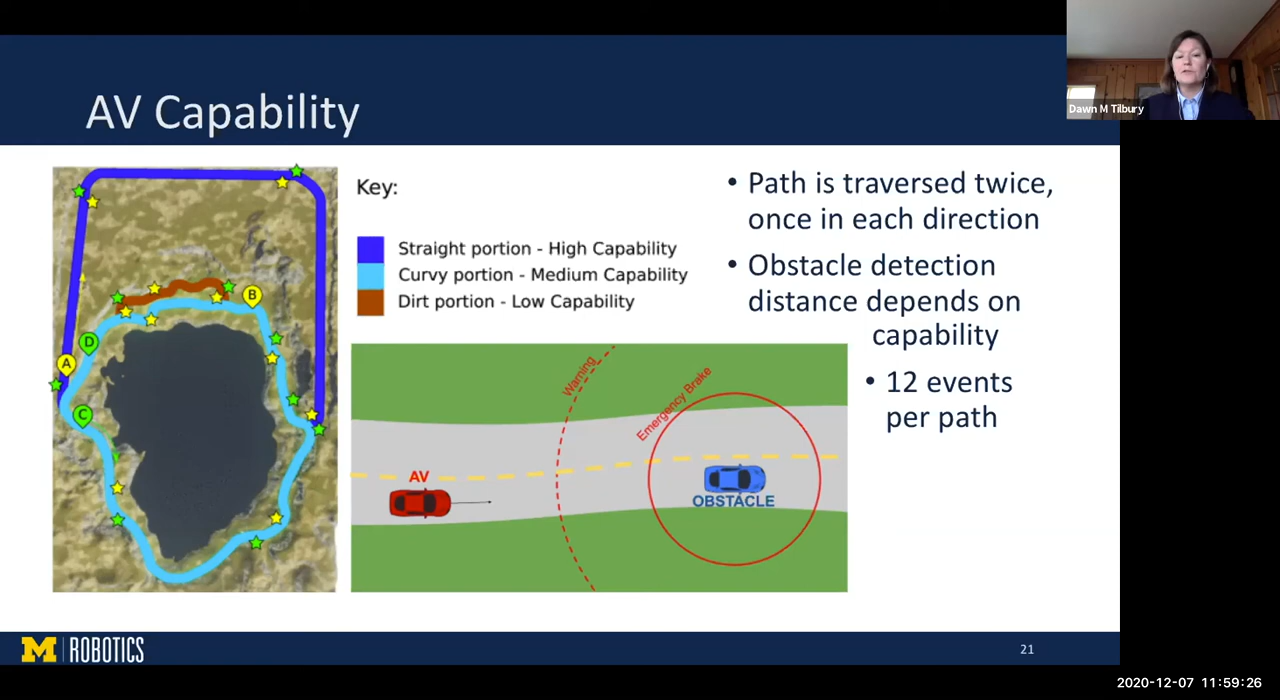 Dawn M Tilbury
AV Capability
A
D
C
B
Key:
Straight portion - High Capability
Curvy portion - Medium Capability
Dirt portion - Low Capability
Warning
Emergency Brake
AV
OBSTACLE
• Path is traversed twice,
once in each direction
• Obstacle detection
distance depends on
capability
• 12 events
per path
M ROBOTICS
21
2020-12-07 11:59:26